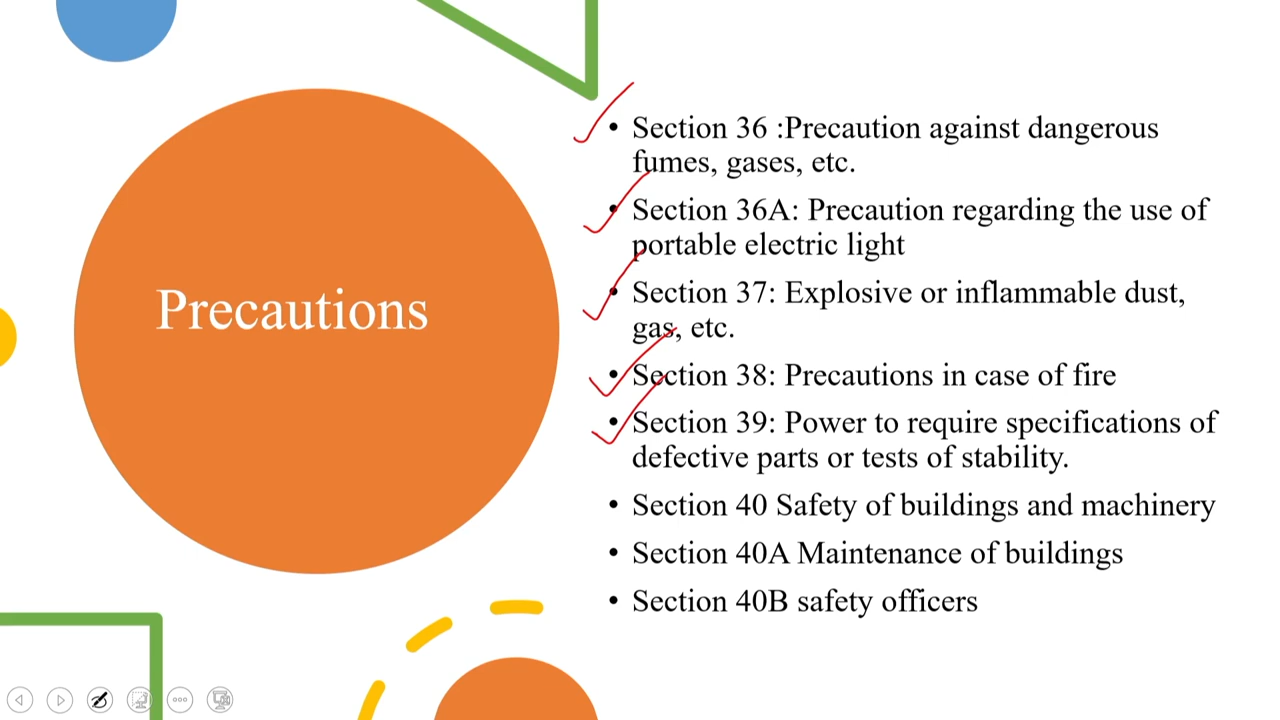 Precautions
• Section 36 :Precaution against dangerous
fumes, gases, etc.
• Section 36A: Precaution regarding the use of
portable electric light
• Section 37: Explosive or inflammable dust,
gas, etc.
• Section 38: Precautions in case of fire
• Section 39: Power to require specifications of
defective parts or tests of stability.
• Section 40 Safety of buildings and machinery
• Section 40A Maintenance of buildings
• Section 40B safety officers